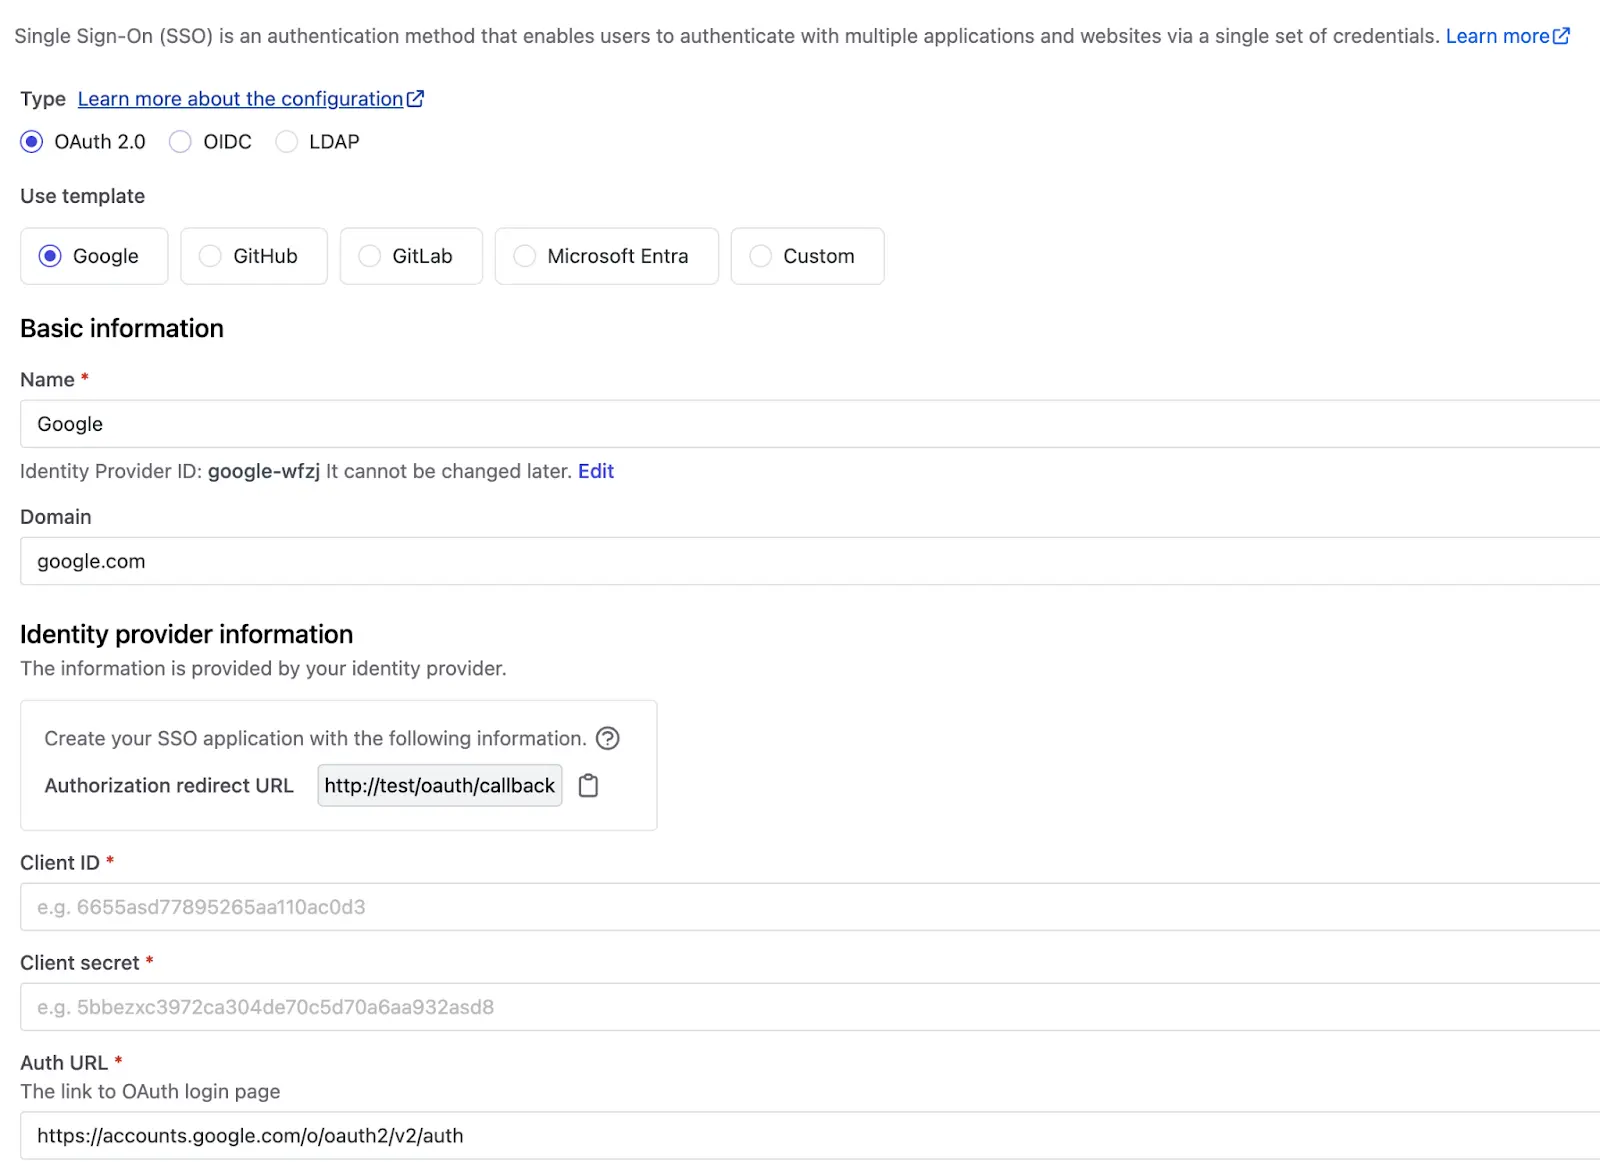 Single Sign-On (SSO) is an authentication method that enables users to authenticate with multiple applications and websites via a single set of credentials. Learn more
Type Learn more about the configuration
OAuth 2.0 OIDC LDAP
Use template
Google GitHub GitLab Microsoft Entra Custom
Basic information
Name *
Google
Identity Provider ID: google-wfzj It cannot be changed later. Edit
Domain
google.com
Identity provider information
The information is provided by your identity provider.
Create your SSO application with the following information.
Authorization redirect URL http://test/oauth/callback
Client ID *
e.g. 6655asd77895265aa110ac0d3
Client secret *
e.g. 5bbezxc3972ca304de70c5d70a6aa932asd8
Auth URL *
The link to OAuth login page
https://accounts.google.com/o/oauth2/v2/auth